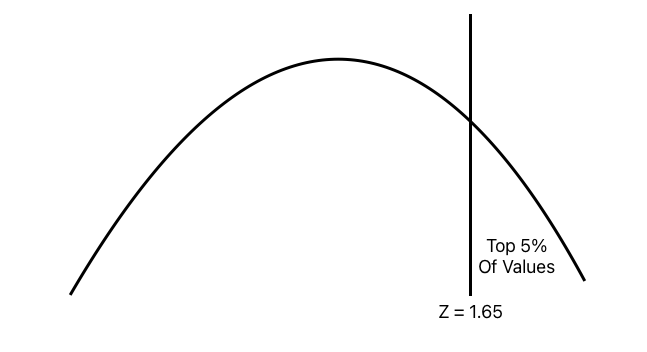 Top 5%
Of Values
Z = 1.65